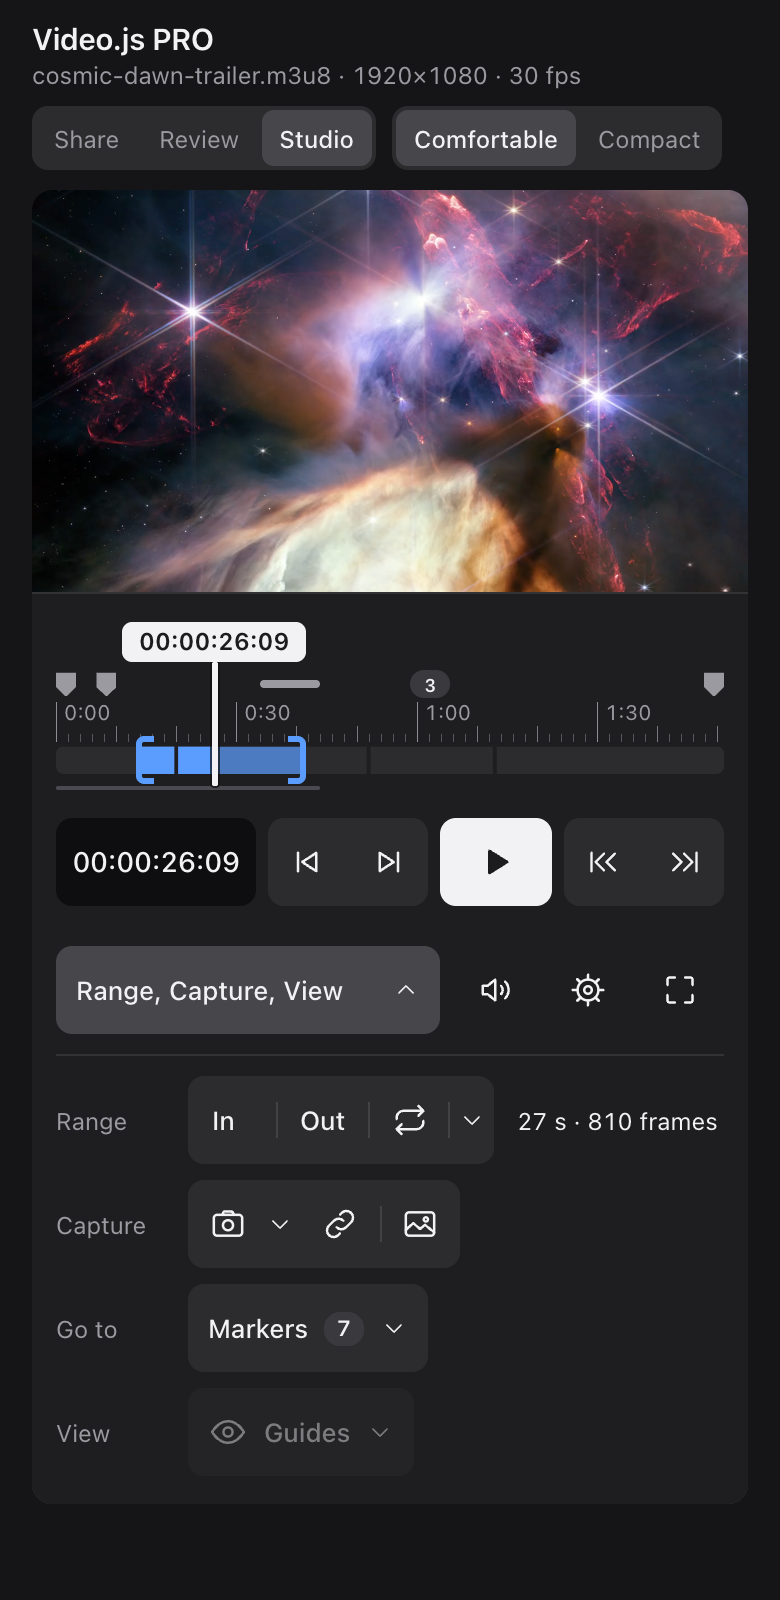 Video.js PRO
cosmic-dawn-trailer.m3u8 · 1920×1080 · 30 fps
Share Review Studio Comfortable Compact
00:00:26:09
3
0:00 0:30 1:00 1:30
00:00:26:09
Range, Capture, View
Range In Out 27 s · 810 frames
Capture
Go to Markers 7
View Guides